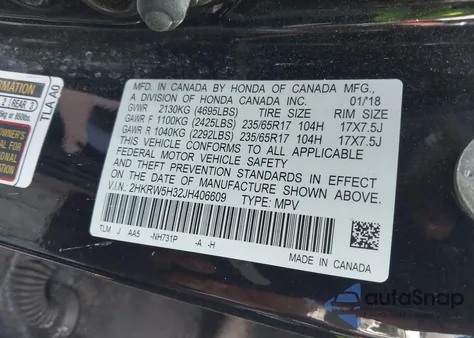 MFD. IN CANADA BY HONDA OF CANADA MFG.,
A DIVISION OF HONDA CANADA INC. 01/18
GVWR 2130KG (4695LBS) TIRE SIZE RIM SIZE
GAWR F 1100KG (2425LBS) 235/65R17 104H 17X7.5J
GAWR R 1040KG (2292LBS) 235/65R17 104H 17X7.5J
THIS VEHICLE CONFORMS TO ALL APPLICABLE
FEDERAL MOTOR VEHICLE SAFETY
AND THEFT PREVENTION STANDARDS IN EFFECT
ON THE DATE OF MANUFACTURE SHOWN ABOVE.
V.I.N.: 2HKRW5H32JH406609 TYPE: MPV
TLM J AA5 -NH731P -A -H
MADE IN CANADA
TLA A0
2 REAR 3
autoSnap